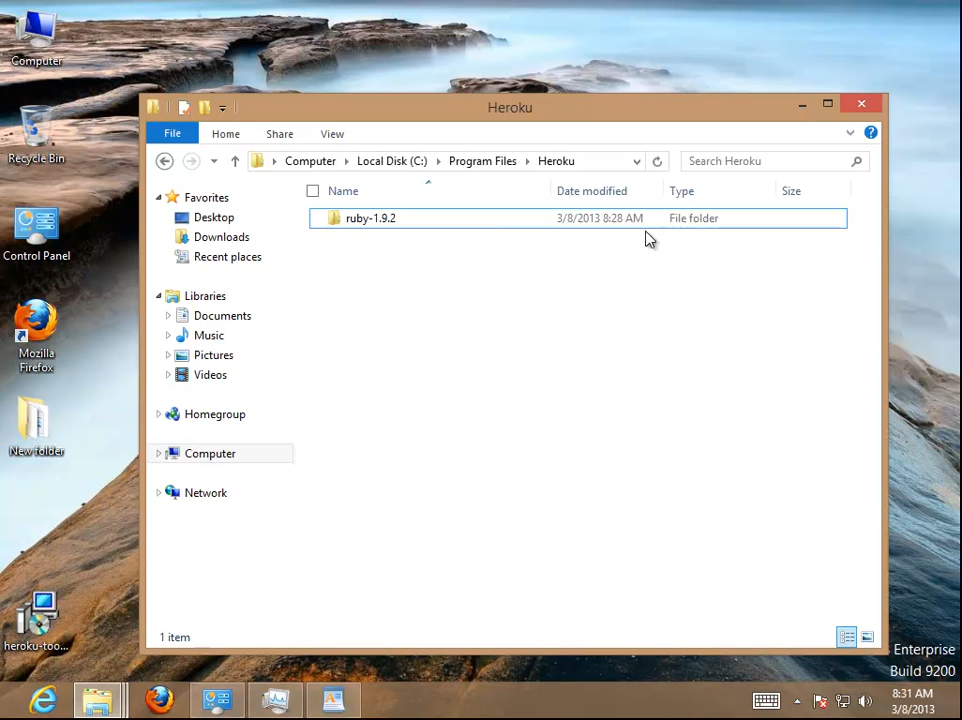 Computer
Recycle Bin
Control Panel
Mozilla
Firefox
New folder
heroku-too...
Heroku
File
Home
Share
View
Computer
Local Disk (C:)
Program Files
Heroku
Search Heroku
Name
Date modified
Type
Size
ruby-1.9.2
3/8/2013 8:28 AM
File folder
Favorites
Desktop
Downloads
Recent places
Libraries
Documents
Music
Pictures
Videos
Homegroup
Computer
Network
1 item
Enterprise
Build 9200
8:31 AM
3/8/2013